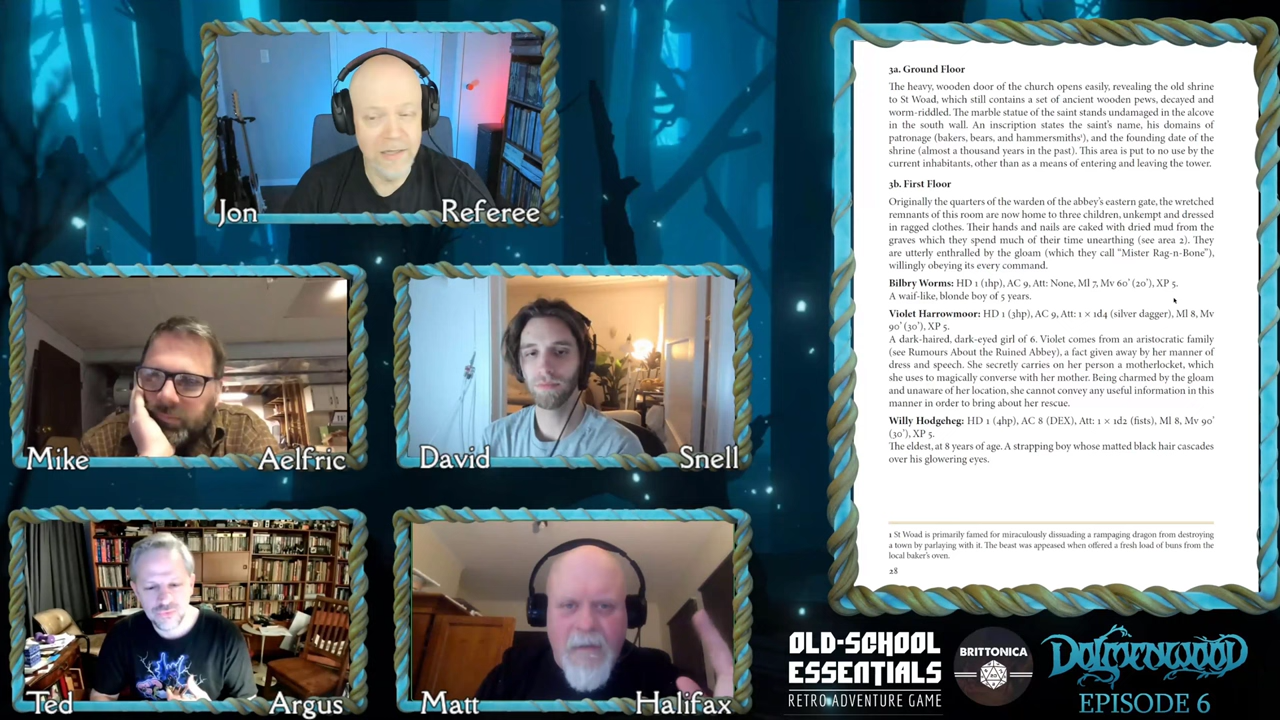 Jon Referee
Mike Aelfric
David Snell
Ted Argus
Matt Halifax
3a. Ground Floor
The heavy, wooden door of the church opens easily, revealing the old shrine
to St Woad, which still contains a set of ancient wooden pews, decayed and
worm-riddled. The marble statue of the saint stands undamaged in the alcove
in the south wall. An inscription states the saint's name, his domains of
patronage (bakers, bears, and hammersmiths¹), and the founding date of the
shrine (almost a thousand years in the past). This area is put to no use by the
current inhabitants, other than as a means of entering and leaving the tower.
3b. First Floor
Originally the quarters of the warden of the abbey's eastern gate, the wretched
remnants of this room are now home to three children, unkempt and dressed
in ragged clothes. Their hands and nails are caked with dried mud from the
graves which they spend much of their time unearthing (see area 2). They
are utterly enthralled by the gloam (which they call "Mister Rag-n-Bone"),
willingly obeying its every command.
Bilbry Worms: HD 1 (1hp), AC 9, Att: None, Ml 7, Mv 60' (20'), XP 5.
A waif-like, blonde boy of 5 years.
Violet Harrowmoor: HD 1 (3hp), AC 9, Att: 1 × 1d4 (silver dagger), Ml 8, Mv
90' (30'), XP 5.
A dark-haired, dark-eyed girl of 6. Violet comes from an aristocratic family
(see Rumours About the Ruined Abbey), a fact given away by her manner of
dress and speech. She secretly carries on her person a motherlocket, which
she uses to magically converse with her mother. Being charmed by the gloam
and unaware of her location, she cannot convey any useful information in this
manner in order to bring about her rescue.
Willy Hodgeheg: HD 1 (4hp), AC 8 (DEX), Att: 1 × 1d2 (fists), Ml 8, Mv 90'
(30'), XP 5.
The eldest, at 8 years of age. A strapping boy whose matted black hair cascades
over his glowering eyes.
1 St Woad is primarily famed for miraculously dissuading a rampaging dragon from destroying
a town by parlaying with it. The beast was appeased when offered a fresh load of buns from the
local baker's oven.
28
OLD-SCHOOL
ESSENTIALS
RETRO ADVENTURE GAME
BRITTONICA
Dolmenwood
EPISODE 6